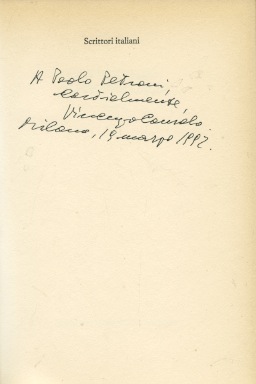 Scrittori italiani
A Paolo Petroni,
cordialmente,
Vincenzo Consolo.
Milano, 19 marzo 1992.